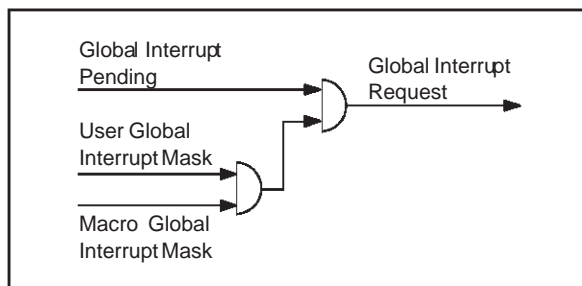 Global Interrupt
Pending
Global Interrupt
Request
User Global
Interrupt Mask
Macro Global
Interrupt Mask